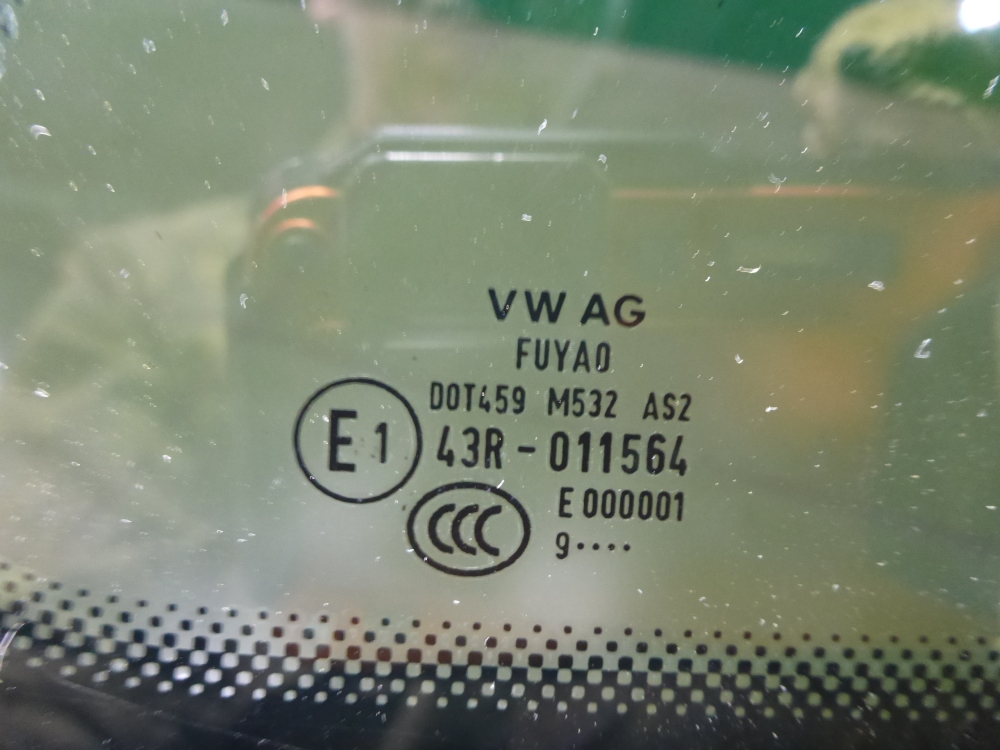 VW AG
FUYAO
DOT459 M532 AS2
E1 43R-011564
CCC E000001
9····